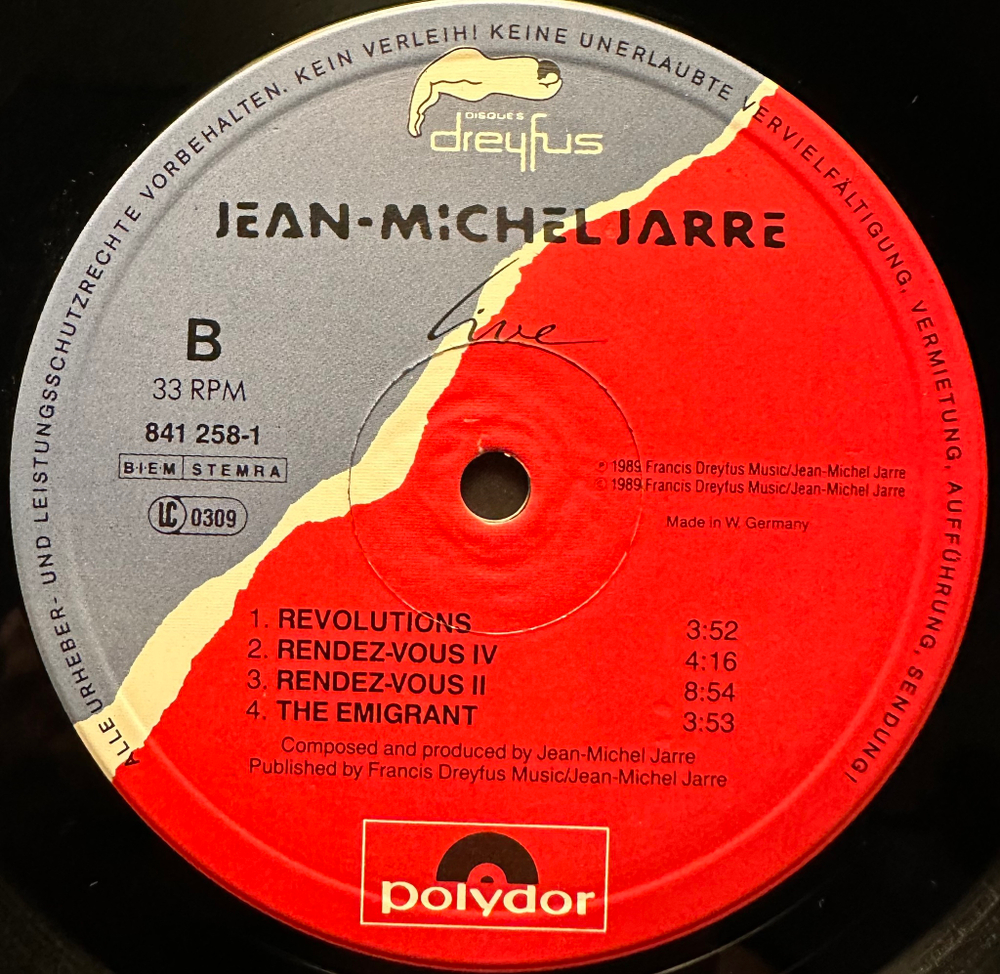 ALLE URHEBER- UND LEISTUNGSSCHUTZRECHTE VORBEHALTEN. KEIN VERLEIH! KEINE UNERLAUBTE VERVIELFÄLTIGUNG, VERMIETUNG, AUFFÜHRUNG, SENDUNG!
DISQUES
dreyfus
JEAN-MICHEL JARRE
live
B
33 RPM
841 258-1
BIEM STEMRA
LC 0309
℗ 1989 Francis Dreyfus Music/Jean-Michel Jarre
© 1989 Francis Dreyfus Music/Jean-Michel Jarre
Made in W. Germany
1. REVOLUTIONS 3:52
2. RENDEZ-VOUS IV 4:16
3. RENDEZ-VOUS II 8:54
4. THE EMIGRANT 3:53
Composed and produced by Jean-Michel Jarre
Published by Francis Dreyfus Music/Jean-Michel Jarre
polydor